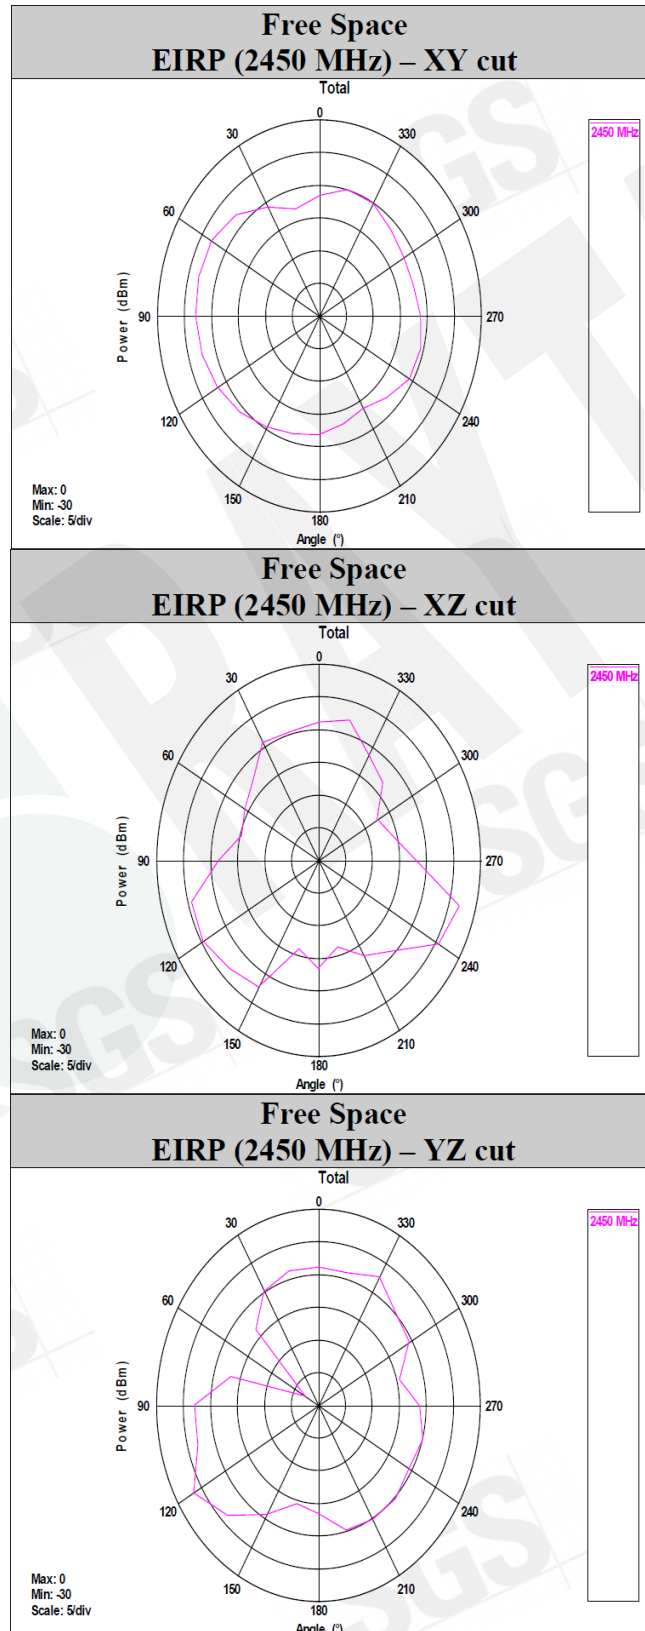 Free Space
EIRP (2450 MHz) – XY cut
Total
0
30
330
2450 MHz
60
300
Power (dBm)
90
270
120
240
150
210
180
Max: 0
Min: -30
Scale: 5/div
Angle (°)
Free Space
EIRP (2450 MHz) – XZ cut
Total
0
30
330
2450 MHz
60
300
Power (dBm)
90
270
120
240
150
210
180
Max: 0
Min: -30
Scale: 5/div
Angle (°)
Free Space
EIRP (2450 MHz) – YZ cut
Total
0
30
330
2450 MHz
60
300
Power (dBm)
90
270
120
240
150
210
180
Max: 0
Min: -30
Scale: 5/div
Angle (°)
SGS
SGS
SGS
SGS